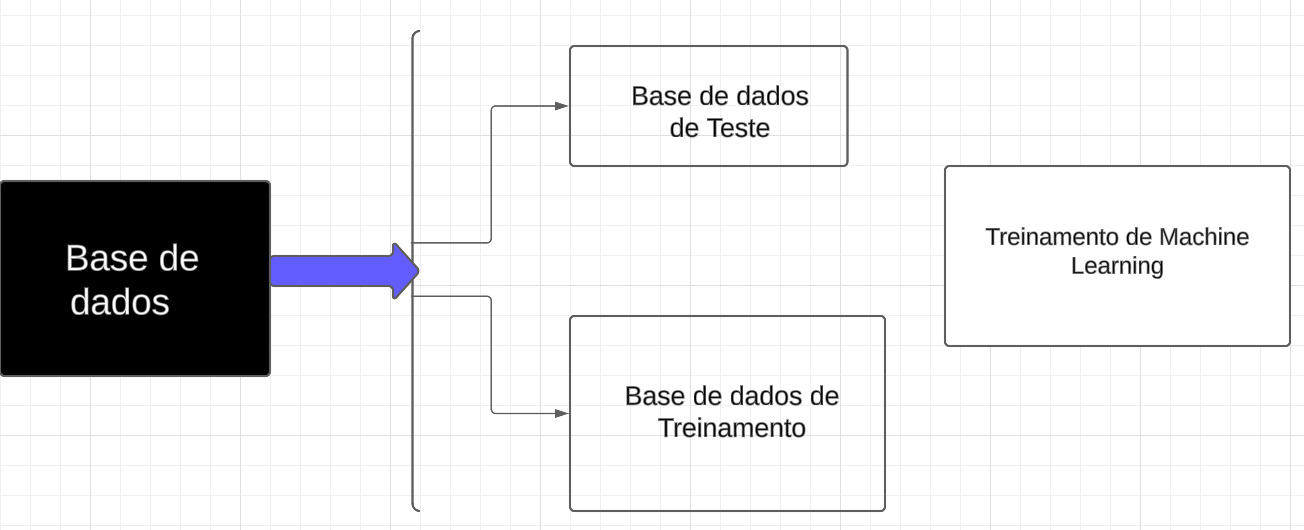 Base de
dados
Base de dados
de Teste
Base de dados de
Treinamento
Treinamento de Machine
Learning